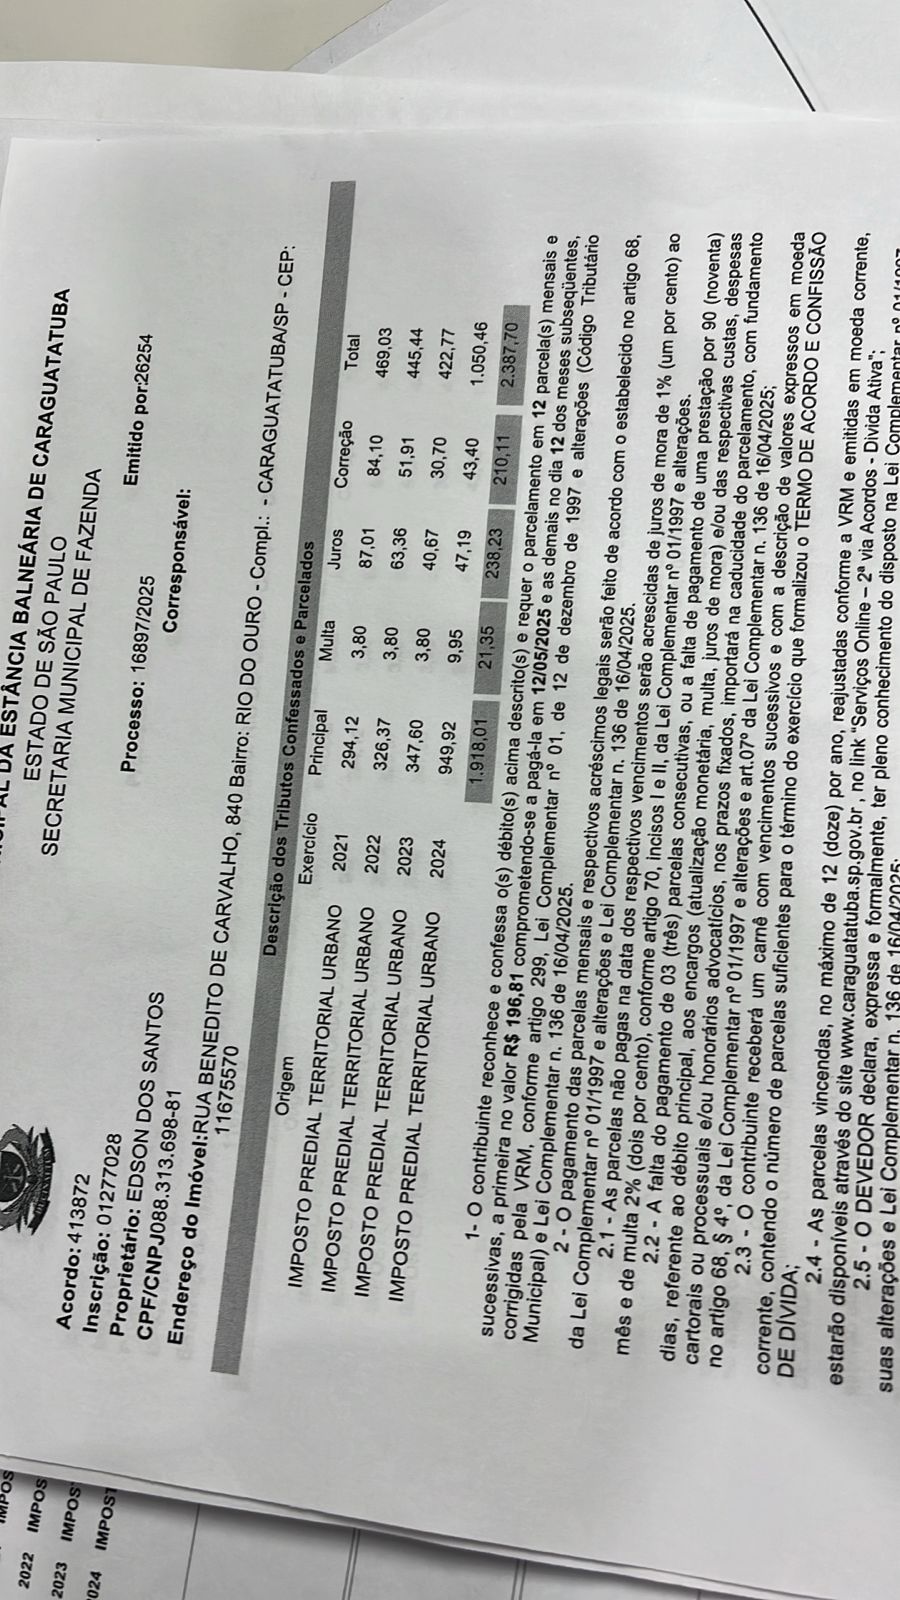 IMPOS
2022 IMPOS
2023 IMPOS
2024 IMPOST
DA ESTÂNCIA BALNEÁRIA DE CARAGUATATUBA
ESTADO DE SÃO PAULO
SECRETARIA MUNICIPAL DE FAZENDA
Acordo: 413872
Inscrição: 01277028
Processo: 16897/2025 Emitido por:26254
Proprietário: EDSON DOS SANTOS
Corresponsável:
CPF/CNPJ088.313.698-81
Endereço do Imóvel:RUA BENEDITO DE CARVALHO, 840 Bairro: RIO DO OURO - Compl.: - CARAGUATATUBA/SP - CEP:
11675570
Descrição dos Tributos Confessados e Parcelados
Origem Exercício Principal Multa Juros Correção Total
IMPOSTO PREDIAL TERRITORIAL URBANO 2021 294,12 3,80 87,01 84,10 469,03
IMPOSTO PREDIAL TERRITORIAL URBANO 2022 326,37 3,80 63,36 51,91 445,44
IMPOSTO PREDIAL TERRITORIAL URBANO 2023 347,60 3,80 40,67 30,70 422,77
IMPOSTO PREDIAL TERRITORIAL URBANO 2024 949,92 9,95 47,19 43,40 1.050,46
1.918,01 21,35 238,23 210,11 2.387,70
1- O contribuinte reconhece e confessa o(s) débito(s) acima descrito(s) e requer o parcelamento em 12 parcela(s) mensais e
sucessivas, a primeira no valor R$ 196,81 comprometendo-se a pagá-la em 12/05/2025 e as demais no dia 12 dos meses subseqüentes,
corrigidas pela VRM, conforme artigo 299, Lei Complementar nº 01, de 12 de dezembro de 1997 e alterações (Código Tributário
Municipal) e Lei Complementar n. 136 de 16/04/2025.
2 - O pagamento das parcelas mensais e respectivos acréscimos legais serão feito de acordo com o estabelecido no artigo 68,
da Lei Complementar nº 01/1997 e alterações e Lei Complementar n. 136 de 16/04/2025.
2.1 - As parcelas não pagas na data dos respectivos vencimentos serão acrescidas de juros de mora de 1% (um por cento) ao
mês e de multa 2% (dois por cento), conforme artigo 70, incisos I e II, da Lei Complementar nº 01/1997 e alterações.
2.2 - A falta do pagamento de 03 (três) parcelas consecutivas, ou a falta de pagamento de uma prestação por 90 (noventa)
dias, referente ao débito principal, aos encargos (atualização monetária, multa, juros de mora) e/ou das respectivas custas, despesas
cartorais ou processuais e/ou honorários advocatícios, nos prazos fixados, importará na caducidade do parcelamento, com fundamento
no artigo 68, § 4º, da Lei Complementar nº 01/1997 e alterações e art.07º da Lei Complementar n. 136 de 16/04/2025;
2.3 - O contribuinte receberá um carnê com vencimentos sucessivos e com a descrição de valores expressos em moeda
corrente, contendo o número de parcelas suficientes para o término do exercício que formalizou o TERMO DE ACORDO E CONFISSÃO
DE DÍVIDA;
2.4 - As parcelas vincendas, no máximo de 12 (doze) por ano, reajustadas conforme a VRM e emitidas em moeda corrente,
estarão disponíveis através do site www.caraguatatuba.sp.gov.br , no link “Serviços Online – 2ª via Acordos - Divida Ativa”;
2.5 - O DEVEDOR declara, expressa e formalmente, ter pleno conhecimento do disposto na Lei Complementar nº 01/1997
suas alterações e Lei Complementar n. 136 de 16/04/2025;